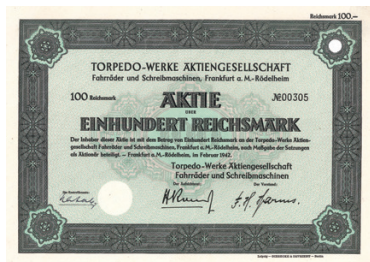 Reichsmark 100.—
TORPEDO-WERKE AKTIENGESELLSCHAFT
Fahrräder und Schreibmaschinen, Frankfurt a. M.-Rödelheim
100 Reichsmark
AKTIE
№00305
ÜBER
EINHUNDERT REICHSMARK
Der Inhaber dieser Aktie ist mit dem Betrag von Einhundert Reichsmark an der Torpedo-Werke Aktien-
gesellschaft Fahrräder und Schreibmaschinen, Frankfurt a. M.-Rödelheim, nach Maßgabe der Satzungen
als Aktionär beteiligt. — Frankfurt a. M.-Rödelheim, im Februar 1942.
Torpedo-Werke Aktiengesellschaft
Fahrräder und Schreibmaschinen
Der Aufsichtsrat:
Der Vorstand: